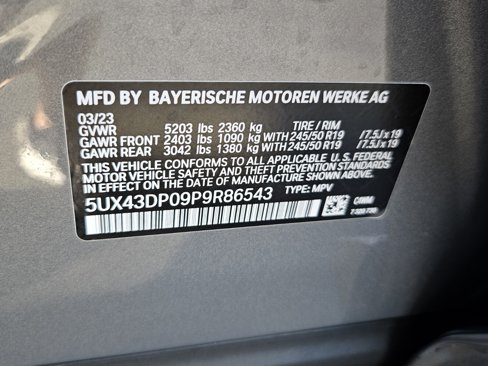 MFD BY BAYERISCHE MOTOREN WERKE AG
03/23
GVWR 5203 lbs 2360 kg TIRE / RIM
GAWR FRONT 2403 lbs 1090 kg WITH 245/50 R19 / 7.5J x 19
GAWR REAR 3042 lbs 1380 kg WITH 245/50 R19 / 7.5J x 19
THIS VEHICLE CONFORMS TO ALL APPLICABLE U.S. FEDERAL
MOTOR VEHICLE SAFETY AND THEFT PREVENTION STANDARDS
IN EFFECT ON THE DATE OF MANUFACTURE SHOWN ABOVE.
5UX43DP09P9R86543 TYPE: MPV